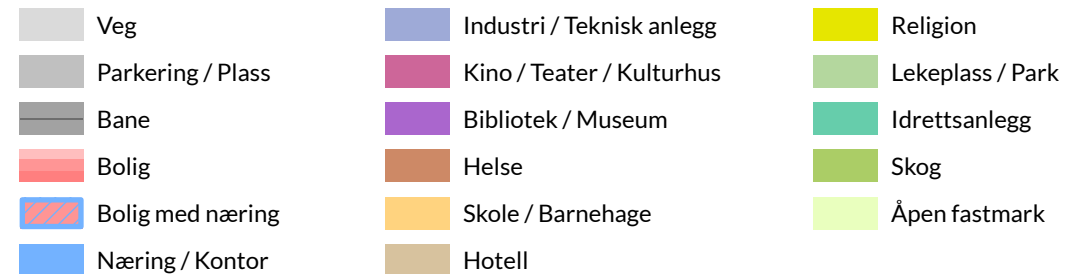 Veg
Parkering / Plass
Bane
Bolig
Bolig med næring
Næring / Kontor
Industri / Teknisk anlegg
Kino / Teater / Kulturhus
Bibliotek / Museum
Helse
Skole / Barnehage
Hotell
Religion
Lekeplass / Park
Idrettsanlegg
Skog
Åpen fastmark